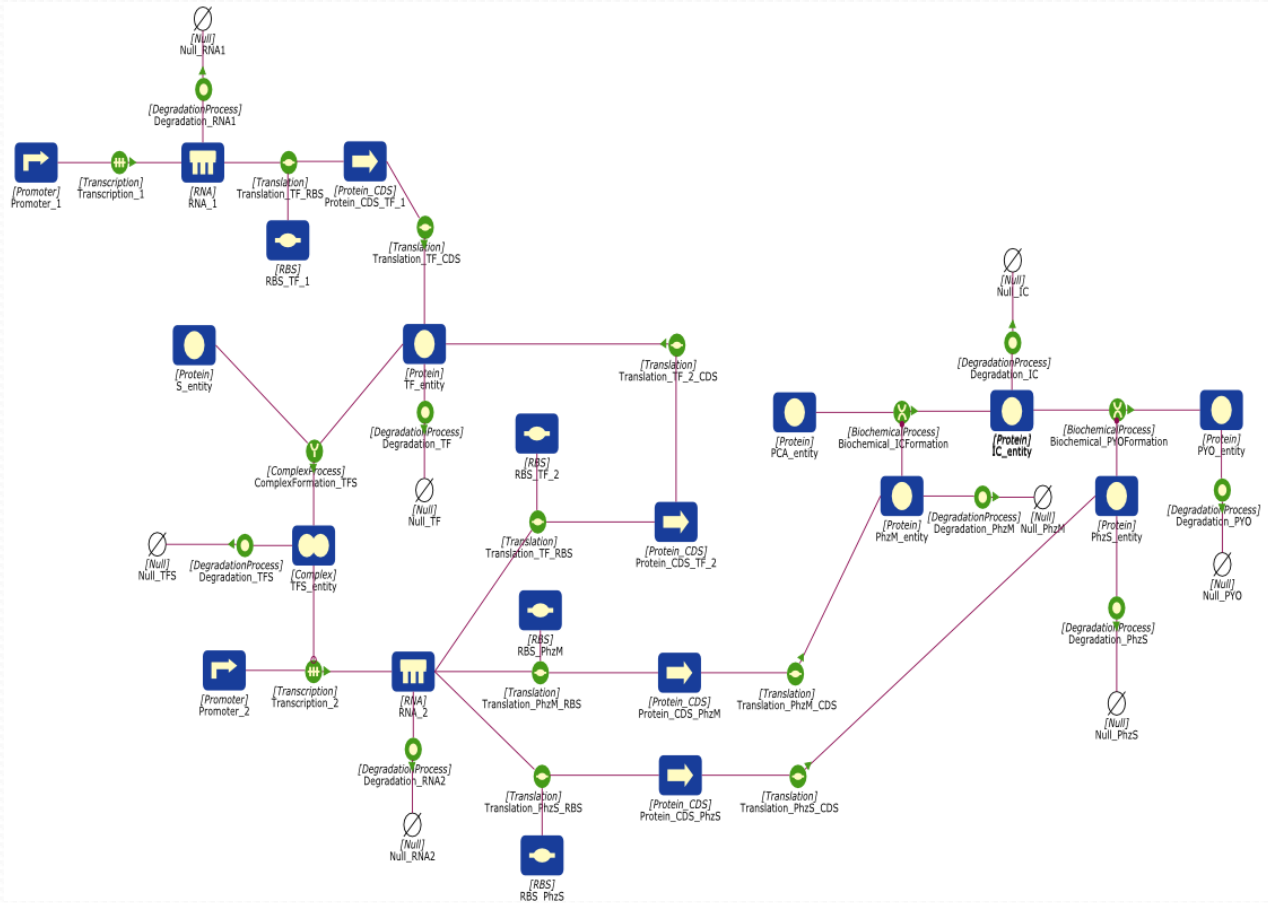 [Null]
Null_RNA1
[DegradationProcess]
Degradation_RNA1
[Promoter]
Promoter_1
[Transcription]
Transcription_1
[RNA]
RNA_1
[Translation]
Translation_TF_RBS
[Protein_CDS]
Protein_CDS_TF_1
[RBS]
RBS_TF_1
[Translation]
Translation_TF_CDS
[Protein]
S_entity
[Protein]
TF_entity
[Translation]
Translation_TF_2_CDS
[DegradationProcess]
Degradation_TF
[Null]
Null_TF
[ComplexProcess]
ComplexFormation_TFS
[RBS]
RBS_TF_2
[Translation]
Translation_TF_RBS
[Protein_CDS]
Protein_CDS_TF_2
[Null]
Null_TFS
[DegradationProcess]
Degradation_TFS
[Complex]
TFS_entity
[Null]
Null_IC
[DegradationProcess]
Degradation_IC
[Protein]
PCA_entity
[BiochemicalProcess]
Biochemical_ICFormation
[Protein]
IC_entity
[BiochemicalProcess]
Biochemical_PYOFormation
[Protein]
PYO_entity
[Protein]
PhzM_entity
[DegradationProcess]
Degradation_PhzM
[Null]
Null_PhzM
[Protein]
PhzS_entity
[DegradationProcess]
Degradation_PYO
[Null]
Null_PYO
[DegradationProcess]
Degradation_PhzS
[Null]
Null_PhzS
[Promoter]
Promoter_2
[Transcription]
Transcription_2
[RNA]
RNA_2
[RBS]
RBS_PhzM
[Translation]
Translation_PhzM_RBS
[Protein_CDS]
Protein_CDS_PhzM
[Translation]
Translation_PhzM_CDS
[DegradationProcess]
Degradation_RNA2
[Null]
Null_RNA2
[Translation]
Translation_PhzS_RBS
[Protein_CDS]
Protein_CDS_PhzS
[Translation]
Translation_PhzS_CDS
[RBS]
RBS_PhzS